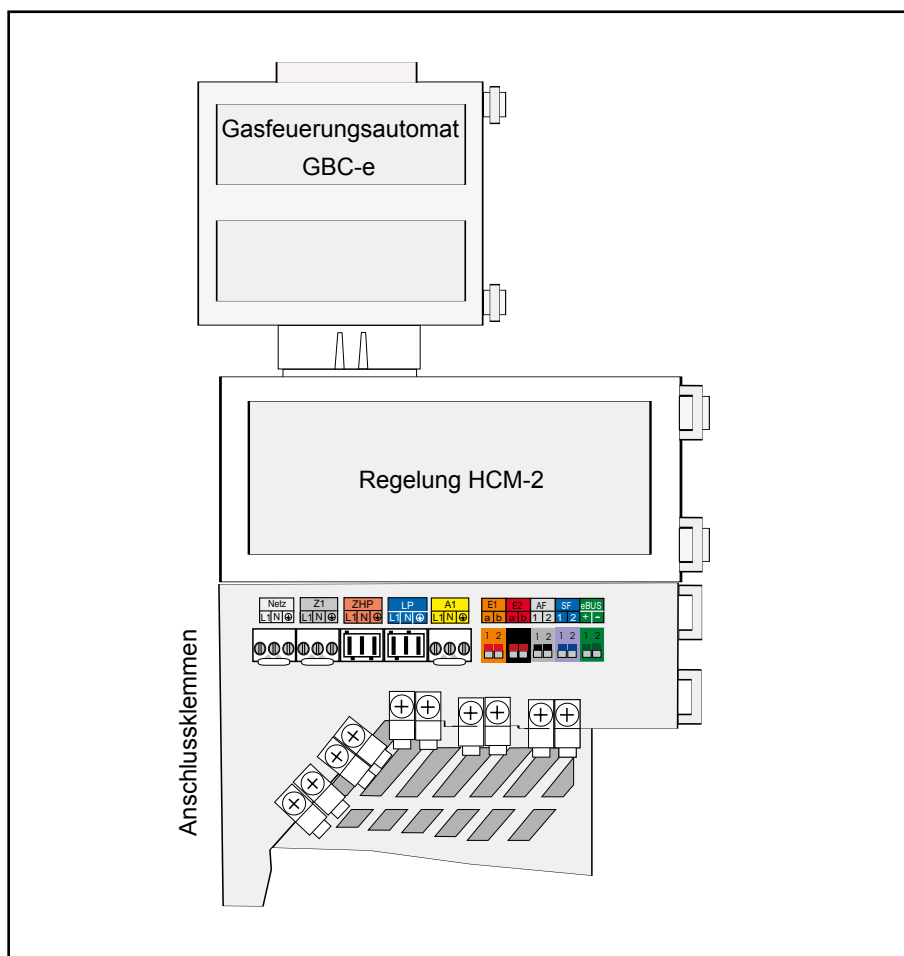 Gasfeuerungsautomat
GBC-e
Regelung HCM-2
Netz Z1 ZHP LP A1 E1 E2 AF SF eBUS
L1 N ⏚ L1 N ⏚ L1 N ⏚ L1 N ⏚ L1 N ⏚ a b a b 1 2 1 2 + -
1 2 1 2 1 2 1 2 1 2
Anschlussklemmen